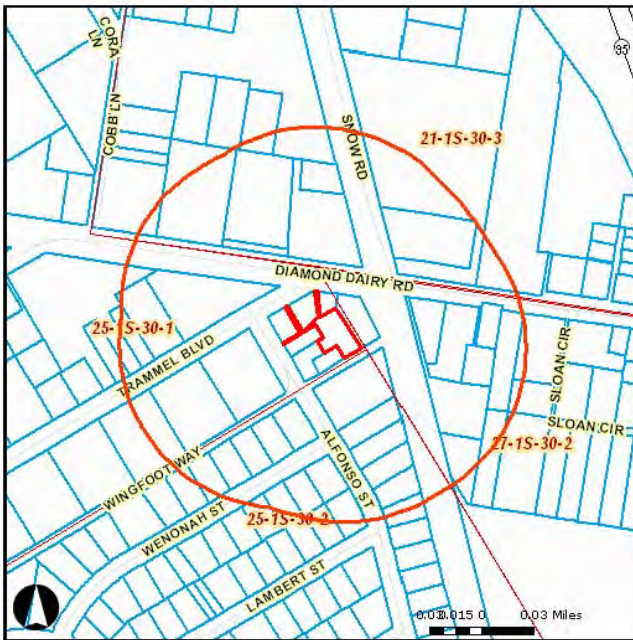 CORA
LN
COBB LN
SNOW RD
95
21-1S-30-3
DIAMOND DAIRY RD
25-1S-30-1
TRAMMEL BLVD
SLOAN CIR
SLOAN CIR
27-1S-30-2
WINGFOOT WAY
ALFONSO ST
25-1S-30-2
WENONAH ST
LAMBERT ST
0.03 Miles